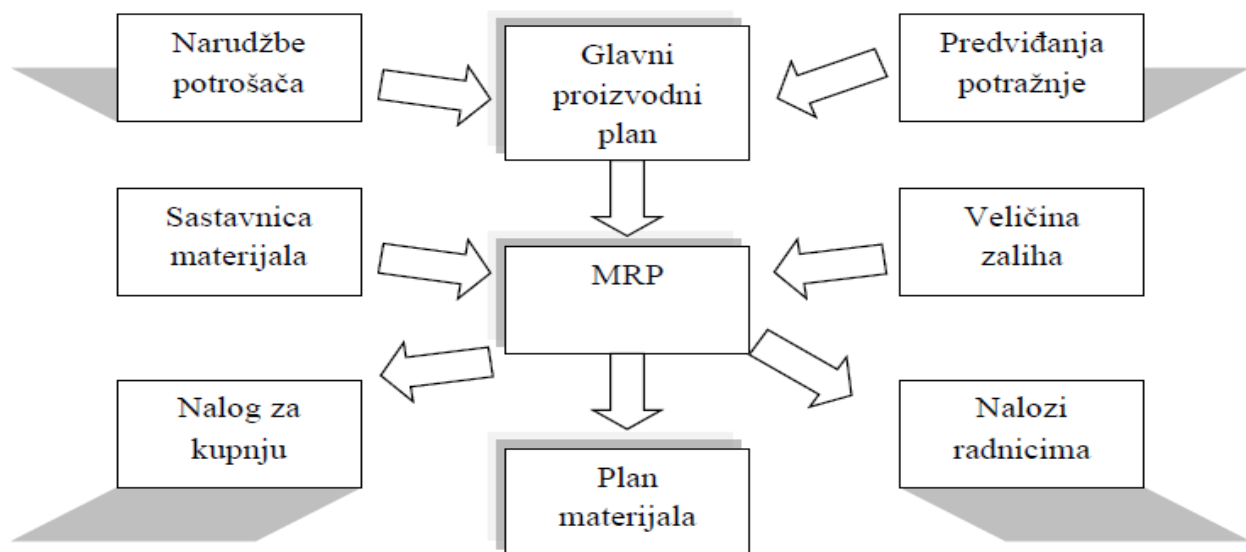 Narudžbe
potrošača
Glavni
proizvodni
plan
Predviđanja
potražnje
Sastavnica
materijala
MRP
Veličina
zaliha
Nalog za
kupnju
Plan
materijala
Nalozi
radnicima